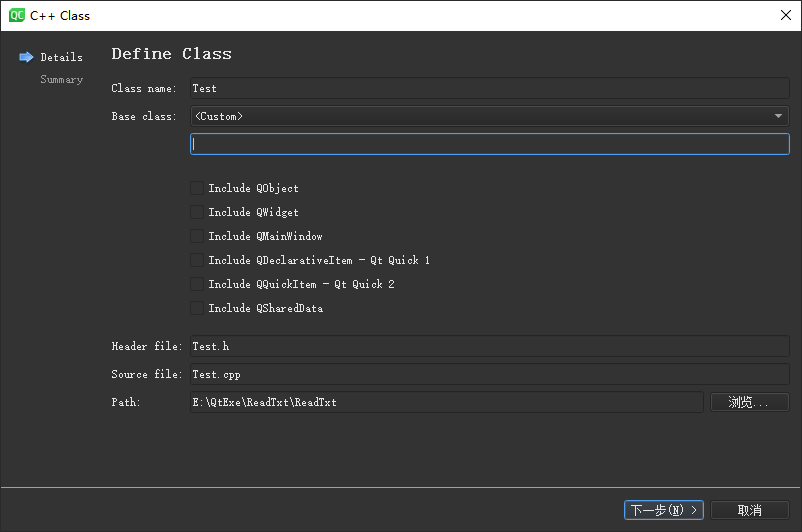 QC C++ Class
Details
Summary
Define Class
Class name: Test
Base class: <Custom>
Include QObject
Include QWidget
Include QMainWindow
Include QDeclarativeItem - Qt Quick 1
Include QQuickItem - Qt Quick 2
Include QSharedData
Header file: Test.h
Source file: Test.cpp
Path: E:\QtExe\ReadTxt\ReadTxt 浏览...
下一步(N) > 取消